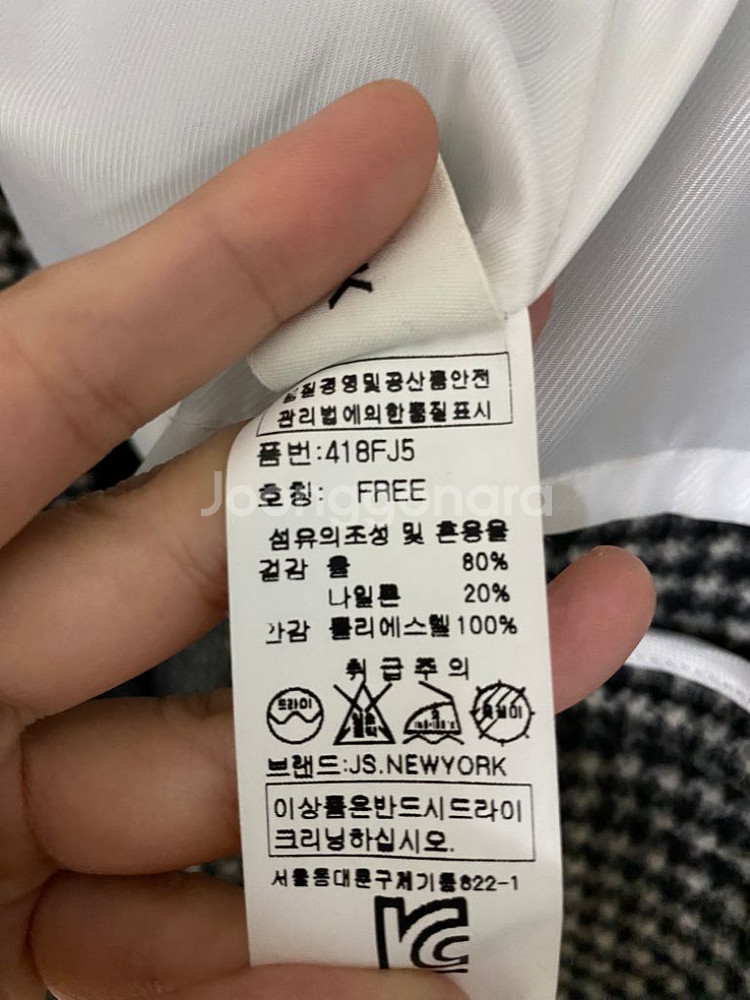 K
품질경영및공산품안전
관리법에의한품질표시
품번:418FJ5
호칭: FREE
섬유의조성 및 혼용율
겉감 울 80%
나일론 20%
안감 폴리에스텔 100%
취급주의
드라이
브랜드:JS.NEWYORK
이상품은반드시드라이
크리닝하십시오.
서울동대문구제기동822-1
Joonggonara